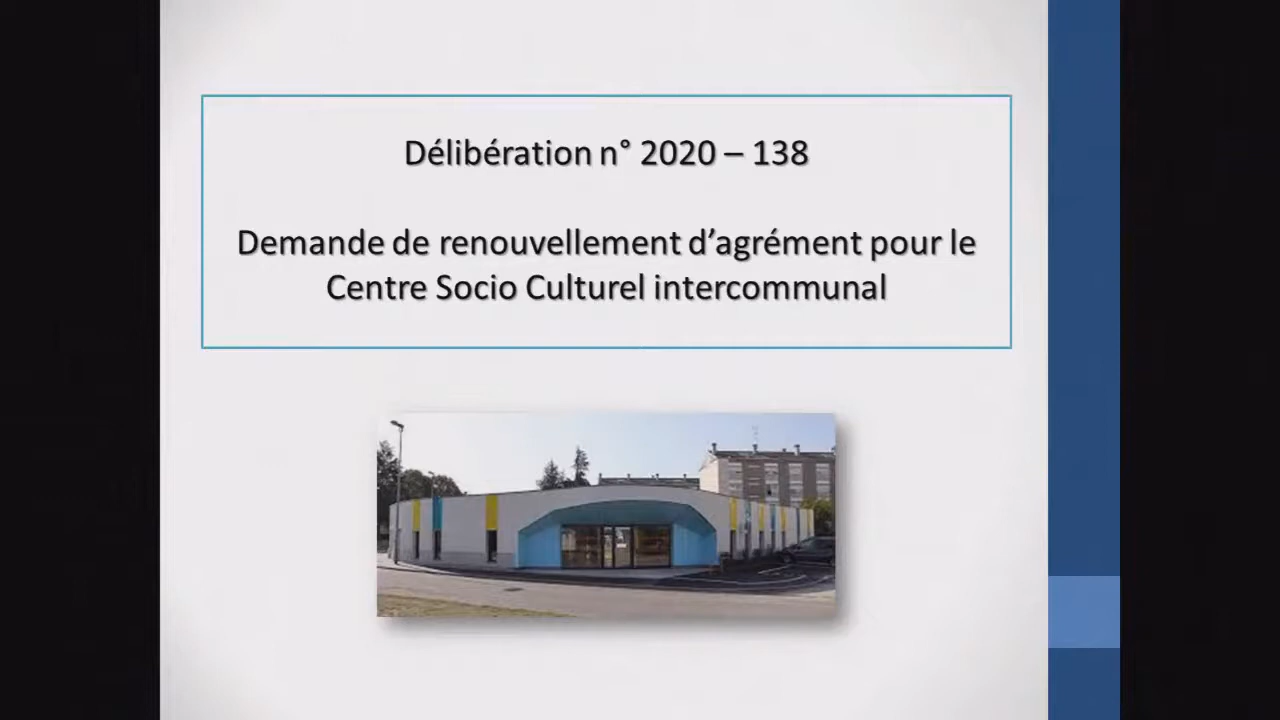 Délibération n° 2020 – 138
Demande de renouvellement d’agrément pour le
Centre Socio Culturel intercommunal